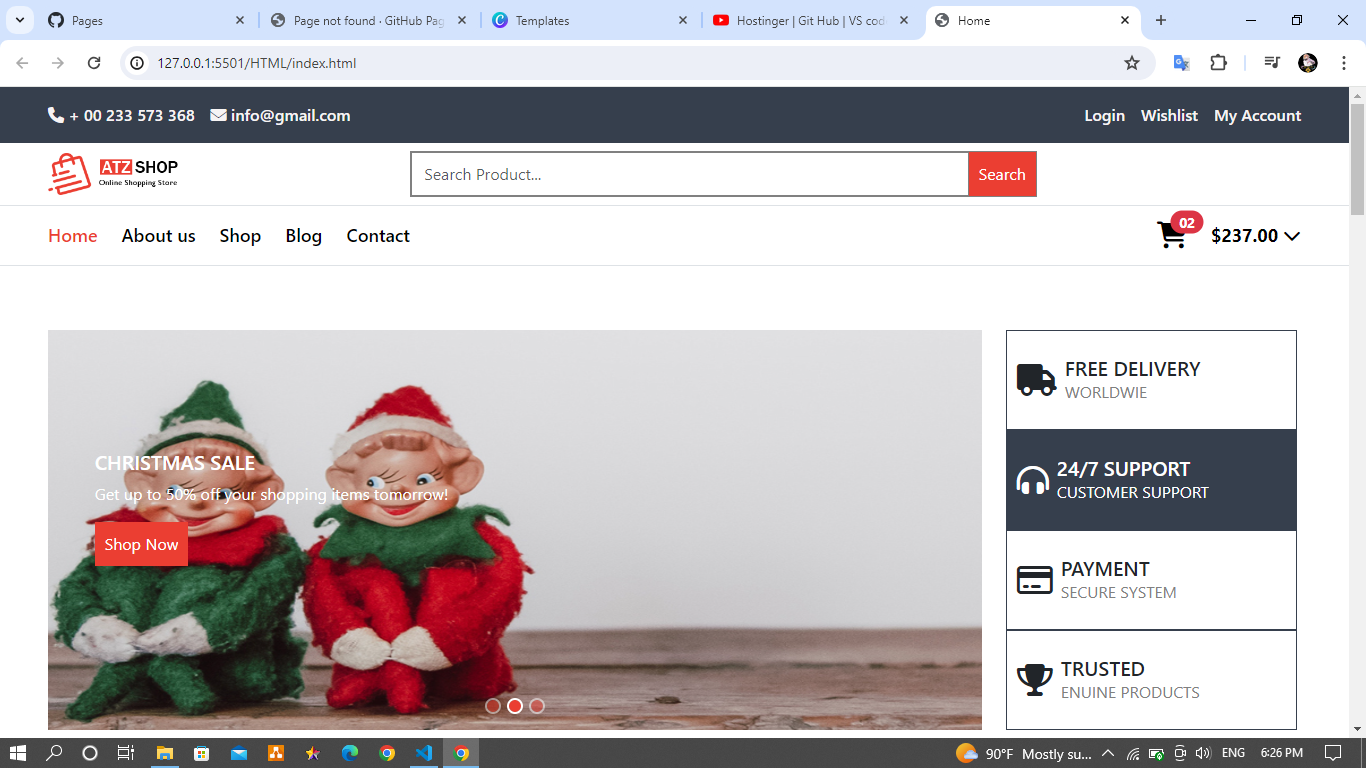 Pages
Page not found · GitHub Pag
Templates
Hostinger | Git Hub | VS cod
Home
127.0.0.1:5501/HTML/index.html
+ 00 233 573 368
info@gmail.com
Login
Wishlist
My Account
ATZ SHOP
Online Shopping Store
Search Product...
Search
Home
About us
Shop
Blog
Contact
02
$237.00
CHRISTMAS SALE
Get up to 50% off your shopping items tomorrow!
Shop Now
FREE DELIVERY
WORLDWIE
24/7 SUPPORT
CUSTOMER SUPPORT
PAYMENT
SECURE SYSTEM
TRUSTED
ENUINE PRODUCTS
90°F Mostly su...
ENG
6:26 PM